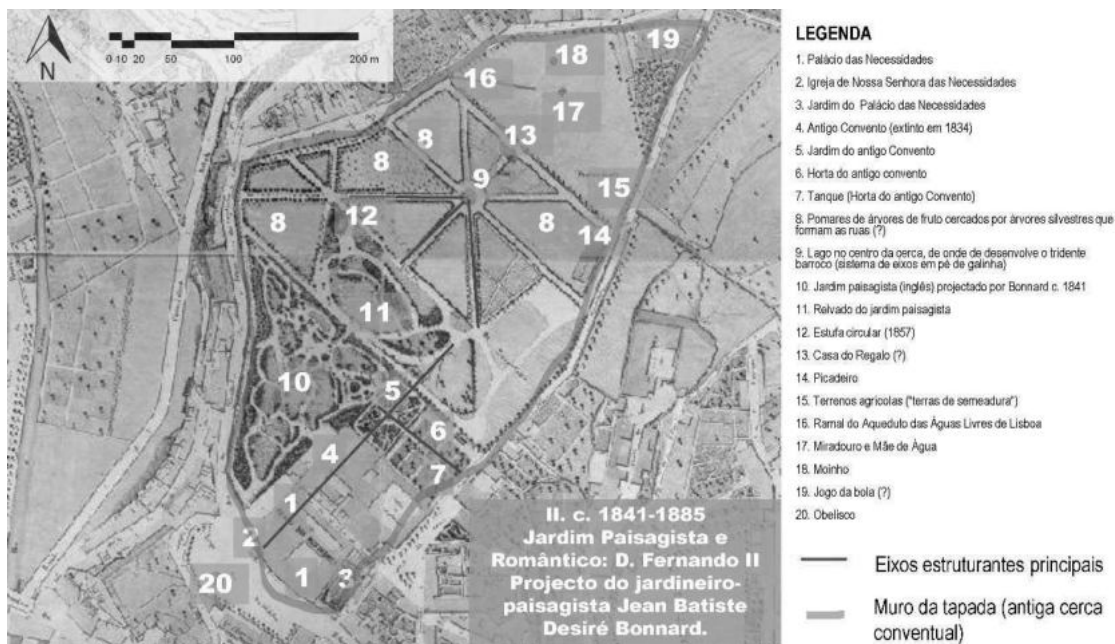 N
0 10 20 50 100 200 m
19
18
16
17
13
8
8
9
15
12
8
8
14
11
10
5
6
4
7
1
2
1
3
20
II. c. 1841-1885
Jardim Paisagista e
Romântico: D. Fernando II
Projecto do jardineiro-
paisagista Jean Batiste
Desiré Bonnard.
LEGENDA
1. Palácio das Necessidades
2. Igreja de Nossa Senhora das Necessidades
3. Jardim do Palácio das Necessidades
4. Antigo Convento (extinto em 1834)
5. Jardim do antigo Convento
6. Horta do antigo convento
7. Tanque (Horta do antigo Convento)
8. Pomares de árvores de fruto cercados por árvores silvestres que
formam as ruas (?)
9. Lago no centro da cerca, de onde de desenvolve o tridente
barroco (sistema de eixos em pé de galinha)
10. Jardim paisagista (inglês) projectado por Bonnard c. 1841
11. Relvado do jardim paisagista
12. Estufa circular (1857)
13. Casa do Regalo (?)
14. Picadeiro
15. Terrenos agrícolas ("terras de semeadura")
16. Ramal do Aqueduto das Águas Livres de Lisboa
17. Miradouro e Mãe de Água
18. Moinho
19. Jogo da bola (?)
20. Obelisco
Eixos estruturantes principais
Muro da tapada (antiga cerca
conventual)